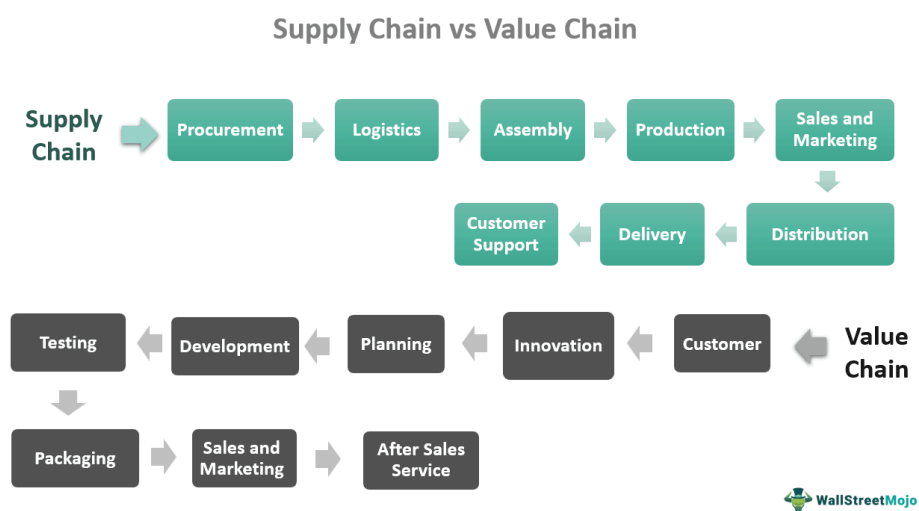 Supply Chain vs Value Chain
Supply
Chain
Procurement
Logistics
Assembly
Production
Sales and
Marketing
Distribution
Delivery
Customer
Support
Value
Chain
Customer
Innovation
Planning
Development
Testing
Packaging
Sales and
Marketing
After Sales
Service
WallStreetMojo